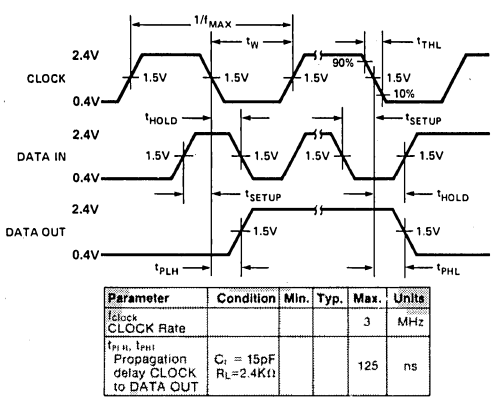 1/fMAX
tW
tTHL
2.4V
90%
CLOCK
1.5V
1.5V
1.5V
1.5V
10%
0.4V
tHOLD
tSETUP
2.4V
DATA IN
1.5V
1.5V
1.5V
1.5V
0.4V
tSETUP
tHOLD
2.4V
DATA OUT
1.5V
1.5V
0.4V
tPLH
tPHL
Parameter Condition Min. Typ. Max. Units
fclock
CLOCK Rate 3 MHz
tPLH, tPHL
Propagation
delay CLOCK
to DATA OUT
CL = 15pF
RL=2.4KΩ
125 ns